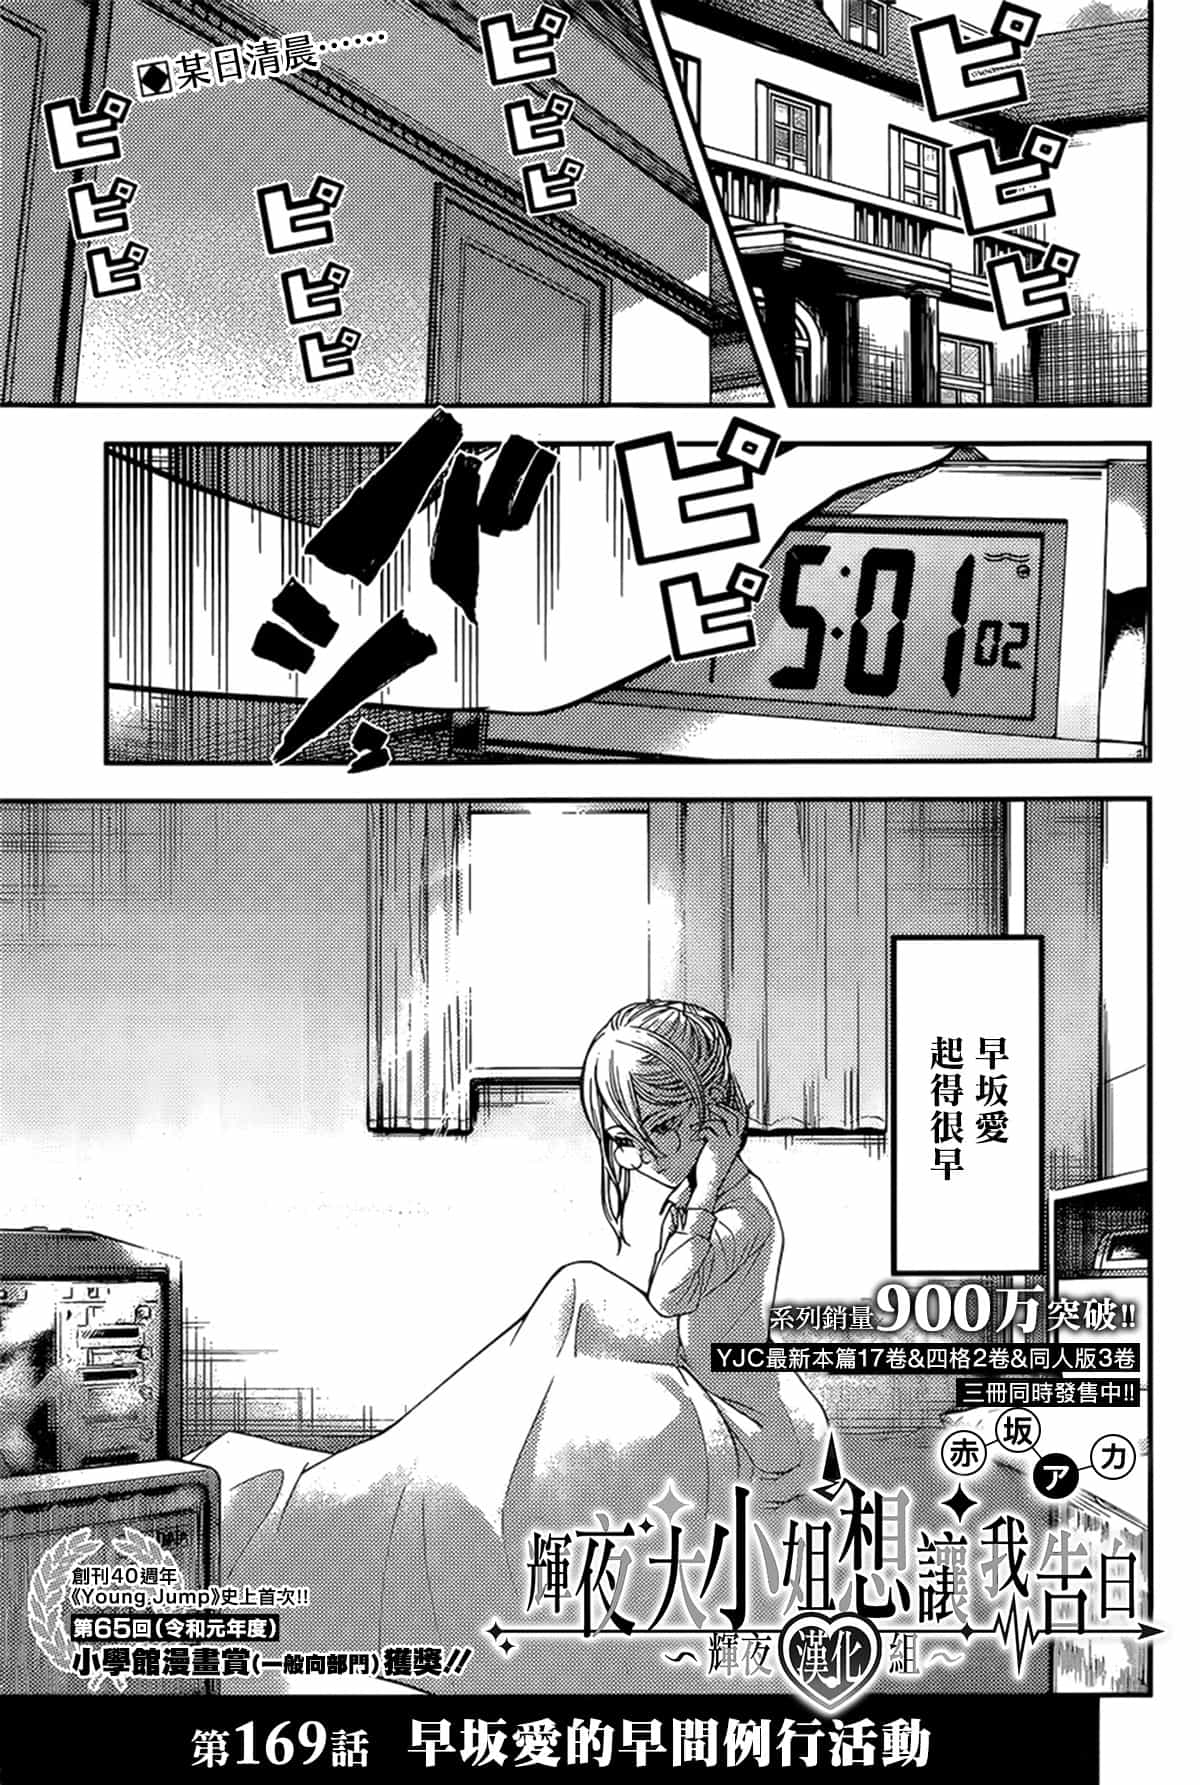 ピピピピ
ピピピ
ピピピピ
某日清晨⋯⋯
ピピピ
ピピ
5:01 02
早坂愛
起得很早
系列銷量900万突破!!
YJC最新本篇17卷&四格2卷&同人版3卷
三冊同時發售中!!
赤坂アカ
輝夜大小姐想讓我告白
～輝夜漢化組～
創刊40週年
《Young Jump》史上首次!!
第65回(令和元年度)
小學館漫畫賞(一般向部門)獲獎!!
第169話 早坂愛的早間例行活動